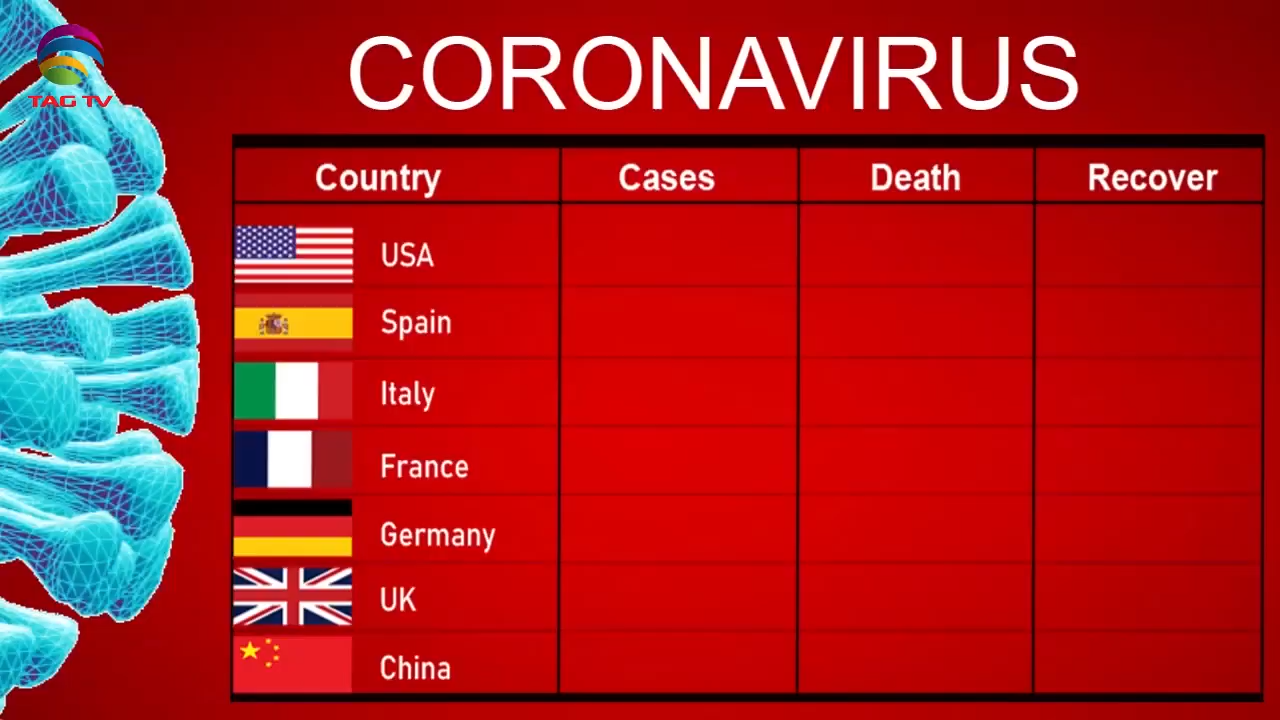 TAG TV
CORONAVIRUS
Country Cases Death Recover
USA
Spain
Italy
France
Germany
UK
China